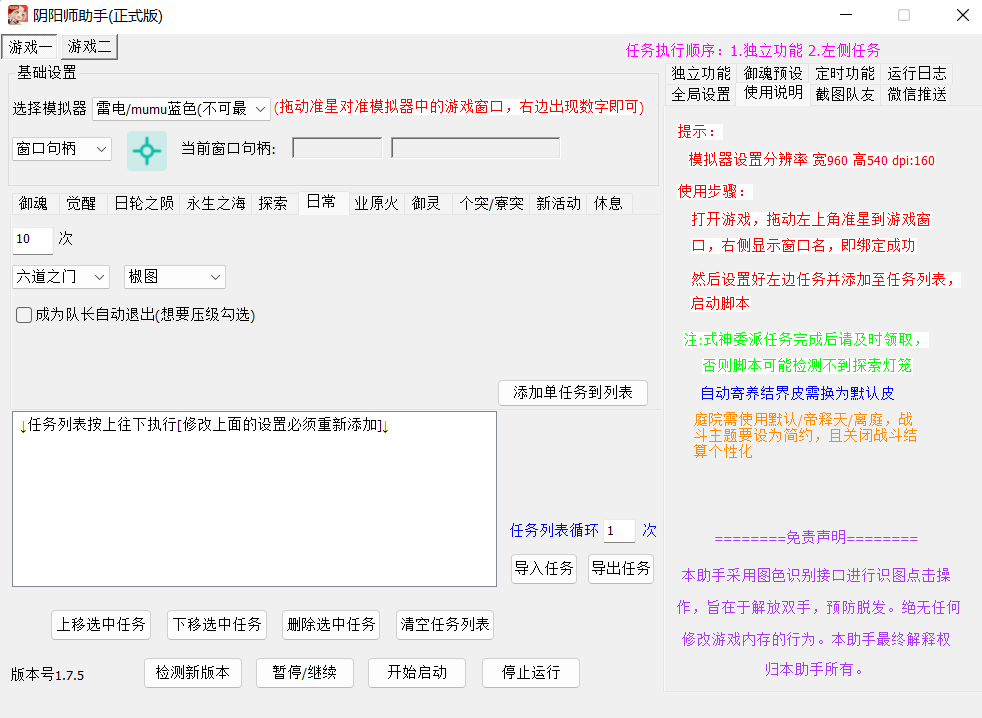 阴阳师助手(正式版)
游戏一 游戏二
任务执行顺序：1.独立功能 2.左侧任务
基础设置
选择模拟器 雷电/mumu蓝色(不可最 (拖动准星对准模拟器中的游戏窗口，右边出现数字即可)
窗口句柄 当前窗口句柄:
御魂 觉醒 日轮之陨 永生之海 探索 日常 业原火 御灵 个突/寮突 新活动 休息
10 次
六道之门 椒图
成为队长自动退出(想要压级勾选)
添加单任务到列表
↓任务列表按上往下执行[修改上面的设置必须重新添加]↓
任务列表循环 1 次
导入任务 导出任务
上移选中任务 下移选中任务 删除选中任务 清空任务列表
版本号1.7.5 检测新版本 暂停/继续 开始启动 停止运行
独立功能 御魂预设 定时功能 运行日志
全局设置 使用说明 截图队友 微信推送
提示：
模拟器设置分辨率 宽960 高540 dpi:160
使用步骤：
打开游戏，拖动左上角准星到游戏窗
口，右侧显示窗口名，即绑定成功
然后设置好左边任务并添加至任务列表，
启动脚本
注:式神委派任务完成后请及时领取，
否则脚本可能检测不到探索灯笼
自动寄养结界皮需换为默认皮
庭院需使用默认/帝释天/离庭，战
斗主题要设为简约，且关闭战斗结
算个性化
========免责声明========
本助手采用图色识别接口进行识图点击操
作，旨在于解放双手，预防脱发。绝无任何
修改游戏内存的行为。本助手最终解释权
归本助手所有。